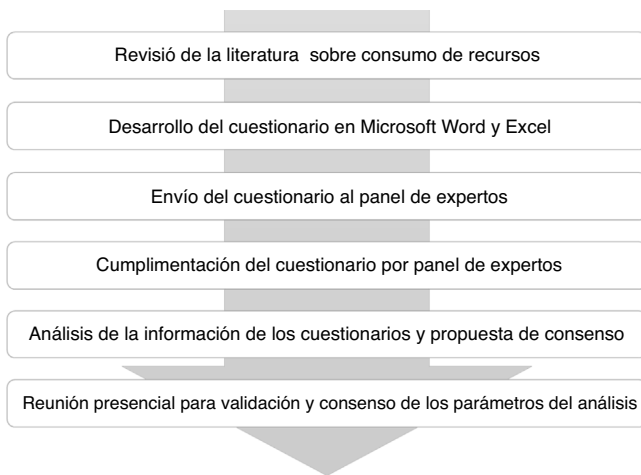 Revisió de la literatura sobre consumo de recursos
Desarrollo del cuestionario en Microsoft Word y Excel
Envío del cuestionario al panel de expertos
Cumplimentación del cuestionario por panel de expertos
Análisis de la información de los cuestionarios y propuesta de consenso
Reunión presencial para validación y consenso de los parámetros del análisis